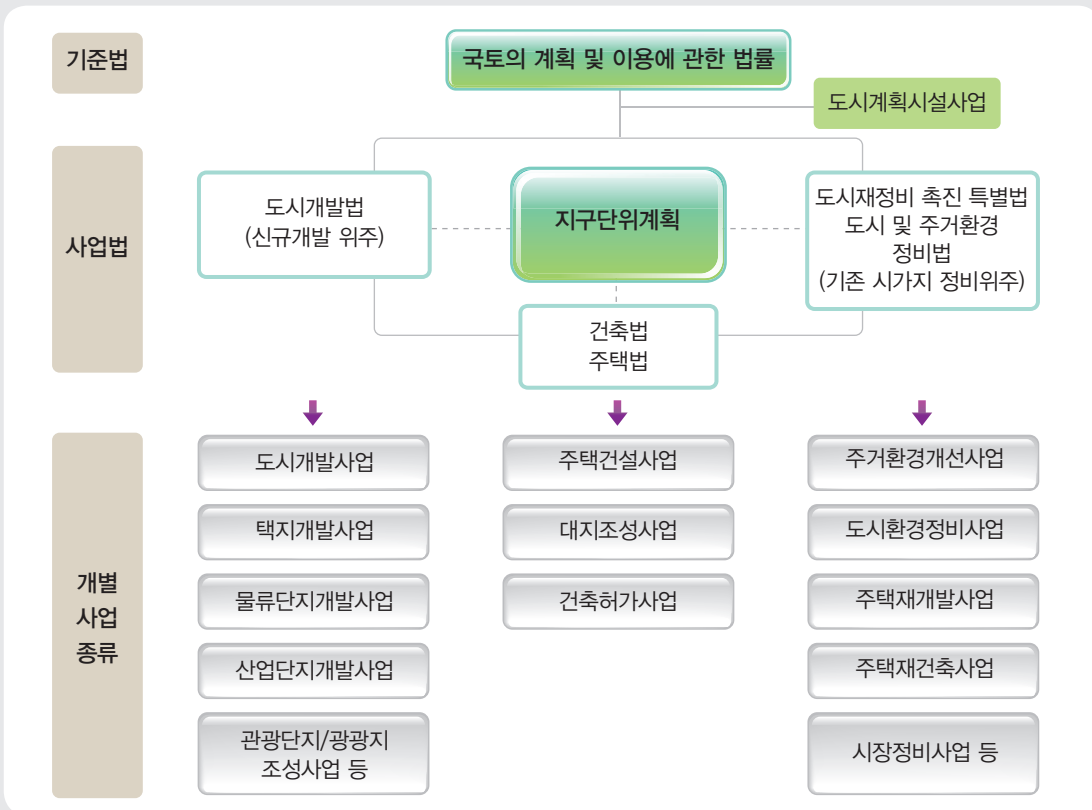 기준법
국토의 계획 및 이용에 관한 법률
도시계획시설사업
사업법
도시개발법
(신규개발 위주)
지구단위계획
도시재정비 촉진 특별법
도시 및 주거환경
정비법
(기존 시가지 정비위주)
건축법
주택법
개별
사업
종류
도시개발사업
택지개발사업
물류단지개발사업
산업단지개발사업
관광단지/광광지
조성사업 등
주택건설사업
대지조성사업
건축허가사업
주거환경개선사업
도시환경정비사업
주택재개발사업
주택재건축사업
시장정비사업 등